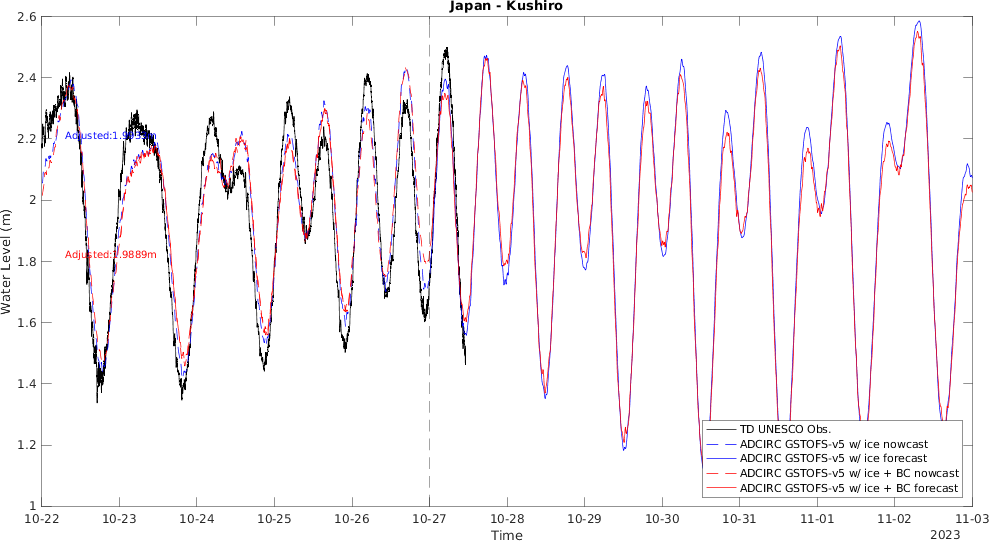 Japan - Kushiro
2.6
2.4
2.2
2
1.8
1.6
1.4
1.2
1
Water Level (m)
Adjusted:1.9889m
TD UNESCO Obs.
ADCIRC GSTOFS-v5 w/ ice nowcast
ADCIRC GSTOFS-v5 w/ ice forecast
ADCIRC GSTOFS-v5 w/ ice + BC nowcast
ADCIRC GSTOFS-v5 w/ ice + BC forecast
10-22 10-23 10-24 10-25 10-26 10-27 10-28 10-29 10-30 10-31 11-01 11-02 11-03
Time
2023